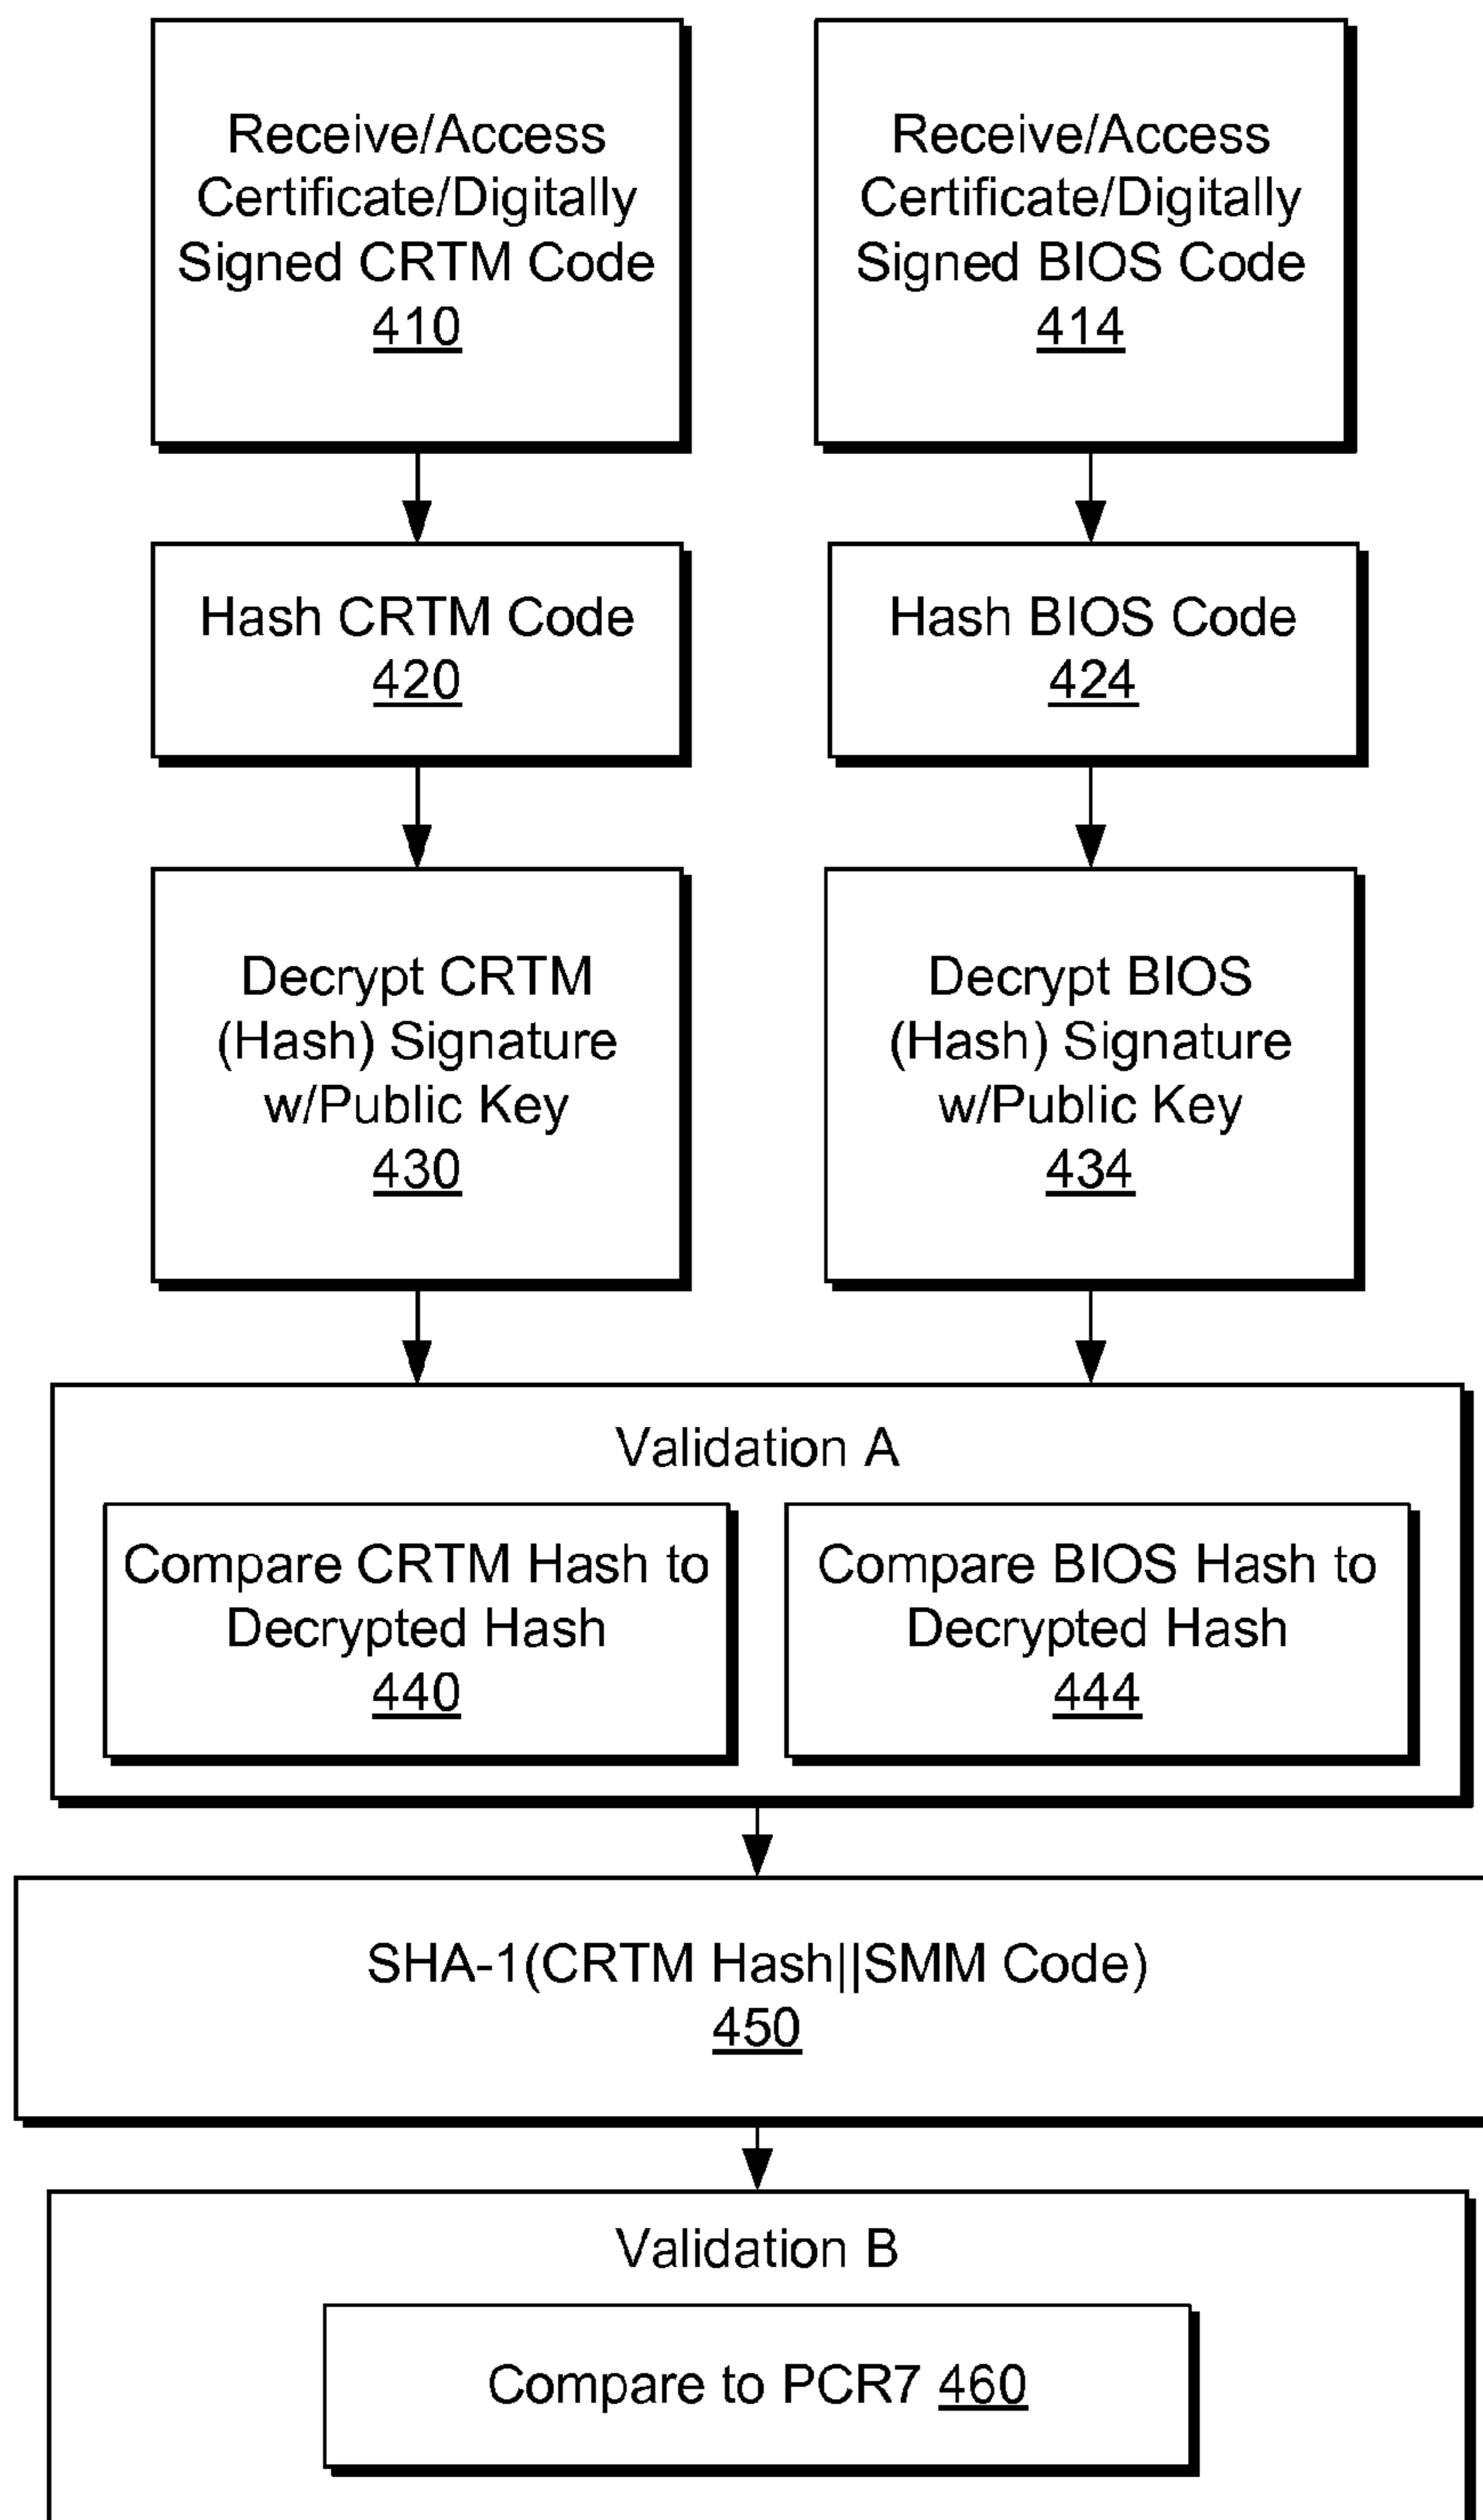 Receive/Access
Certificate/Digitally
Signed CRTM Code
410
Receive/Access
Certificate/Digitally
Signed BIOS Code
414
Hash CRTM Code
420
Hash BIOS Code
424
Decrypt CRTM
(Hash) Signature
w/Public Key
430
Decrypt BIOS
(Hash) Signature
w/Public Key
434
Validation A
Compare CRTM Hash to
Decrypted Hash
440
Compare BIOS Hash to
Decrypted Hash
444
SHA-1(CRTM Hash||SMM Code)
450
Validation B
Compare to PCR7 460